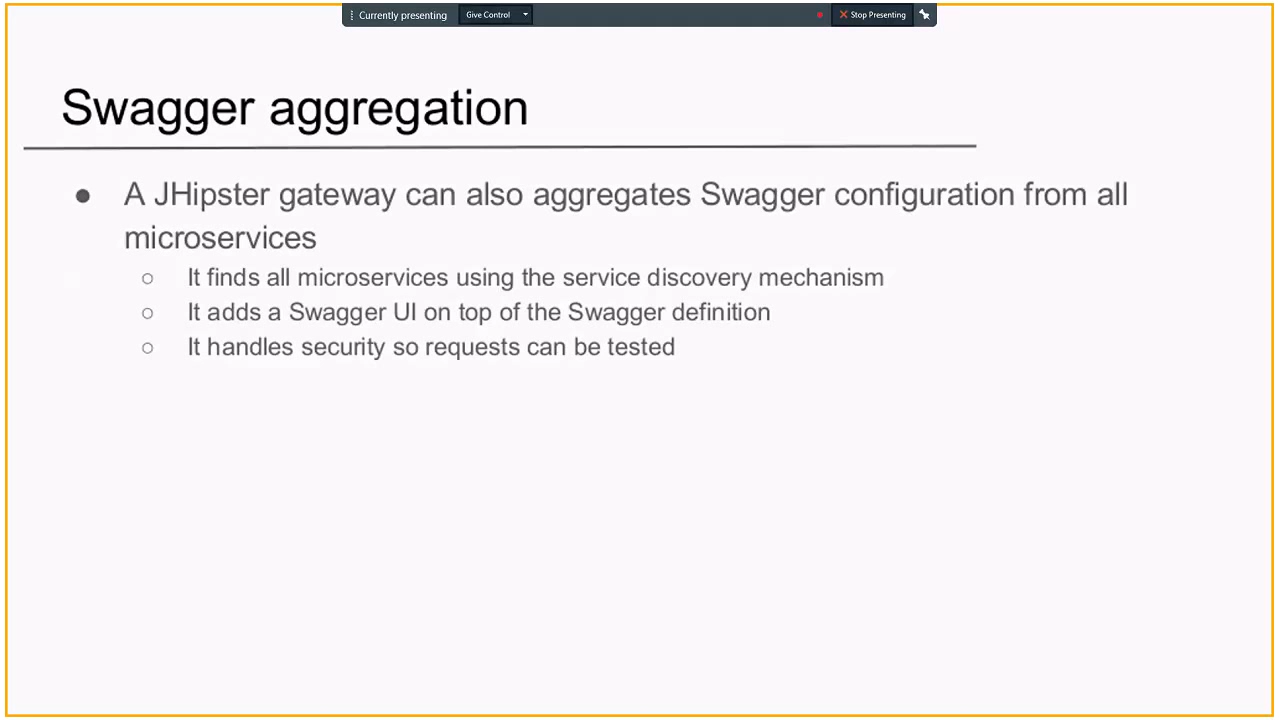 Currently presenting
Give Control
Stop Presenting
Swagger aggregation
● A JHipster gateway can also aggregates Swagger configuration from all
microservices
○ It finds all microservices using the service discovery mechanism
○ It adds a Swagger UI on top of the Swagger definition
○ It handles security so requests can be tested